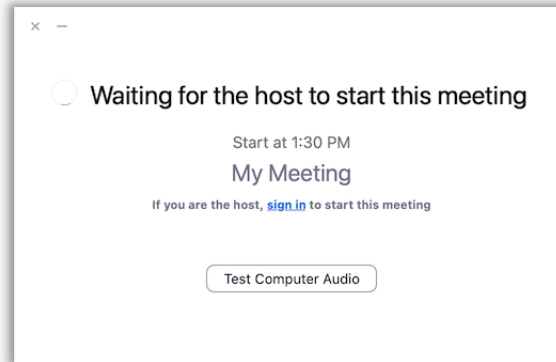 Waiting for the host to start this meeting
Start at 1:30 PM
My Meeting
If you are the host, sign in to start this meeting
Test Computer Audio